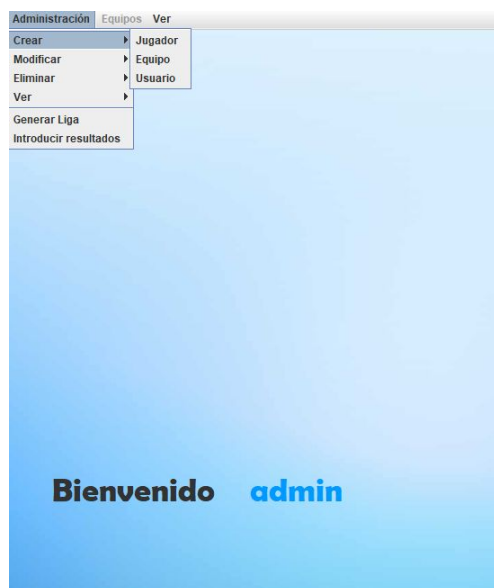 Administración Equipos Ver
Crear Jugador
Modificar Equipo
Eliminar Usuario
Ver
Generar Liga
Introducir resultados
Bienvenido admin